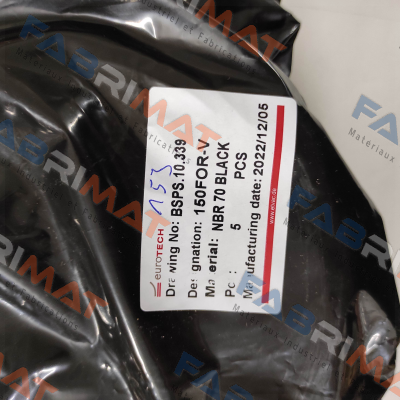 euroTECH
153
Drawing No: BSPS.10.339
Designation: 150FOR-V
Material: NBR 70 BLACK
Pc : 5 PCS
Manufacturing date: 2022/12/05
FABRIMAT
FABRIMAT
FABRIMAT